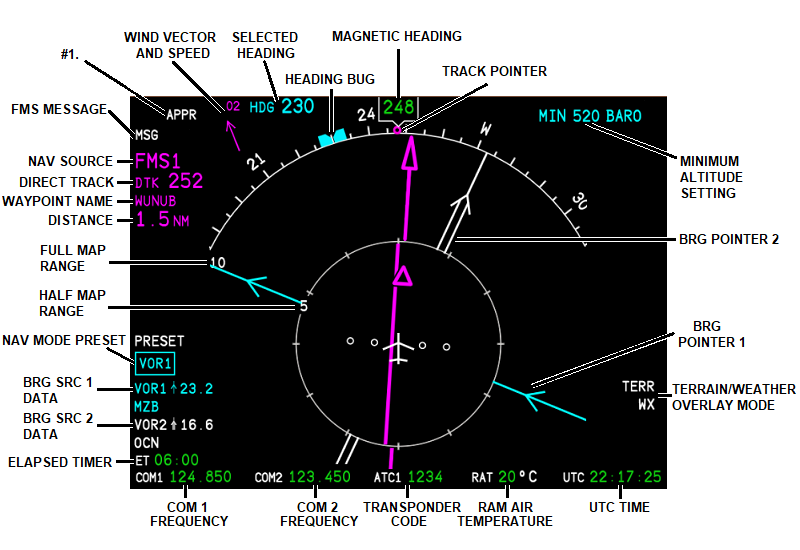 WIND VECTOR
AND SPEED
SELECTED
HEADING
MAGNETIC HEADING
#1.
HEADING BUG
TRACK POINTER
FMS MESSAGE
APPR
02
HDG 230
24
248
MIN 520 BARO
MSG
W
NAV SOURCE
FMS1
21
MINIMUM
ALTITUDE
SETTING
DIRECT TRACK
DTK 252
WAYPOINT NAME
WUNUB
30
DISTANCE
1.5 NM
BRG POINTER 2
FULL MAP
RANGE
10
HALF MAP
RANGE
5
NAV MODE PRESET
PRESET
BRG
POINTER 1
VOR1
BRG SRC 1
DATA
VOR1 23.2
MZB
TERR
WX
TERRAIN/WEATHER
OVERLAY MODE
BRG SRC 2
DATA
VOR2 16.6
OCN
ELAPSED TIMER
ET 06:00
COM1 124.850
COM2 123.450
ATC1 1234
RAT 20°C
UTC 22:17:25
COM 1
FREQUENCY
COM 2
FREQUENCY
TRANSPONDER
CODE
RAM AIR
TEMPERATURE
UTC TIME